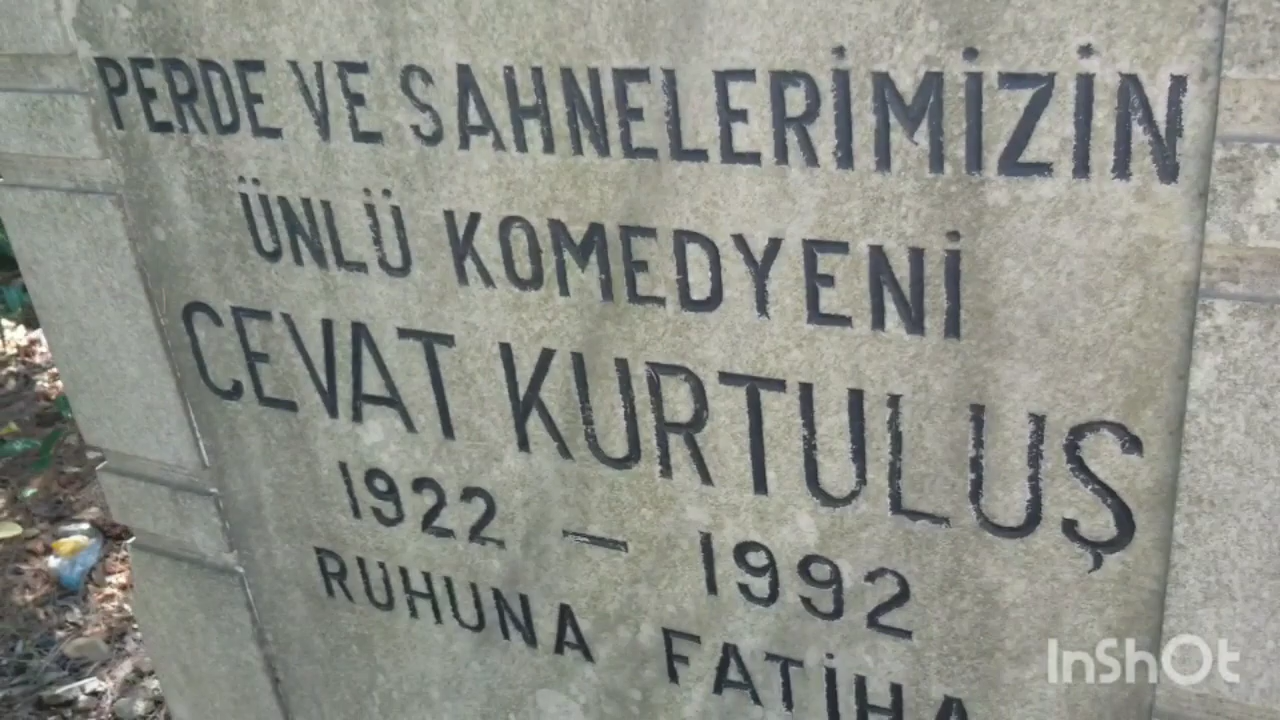 PERDE VE SAHNELERİMİZİN
ÜNLÜ KOMEDYENİ
CEVAT KURTULUŞ
1922 – 1992
RUHUNA FATİHA
InShOt